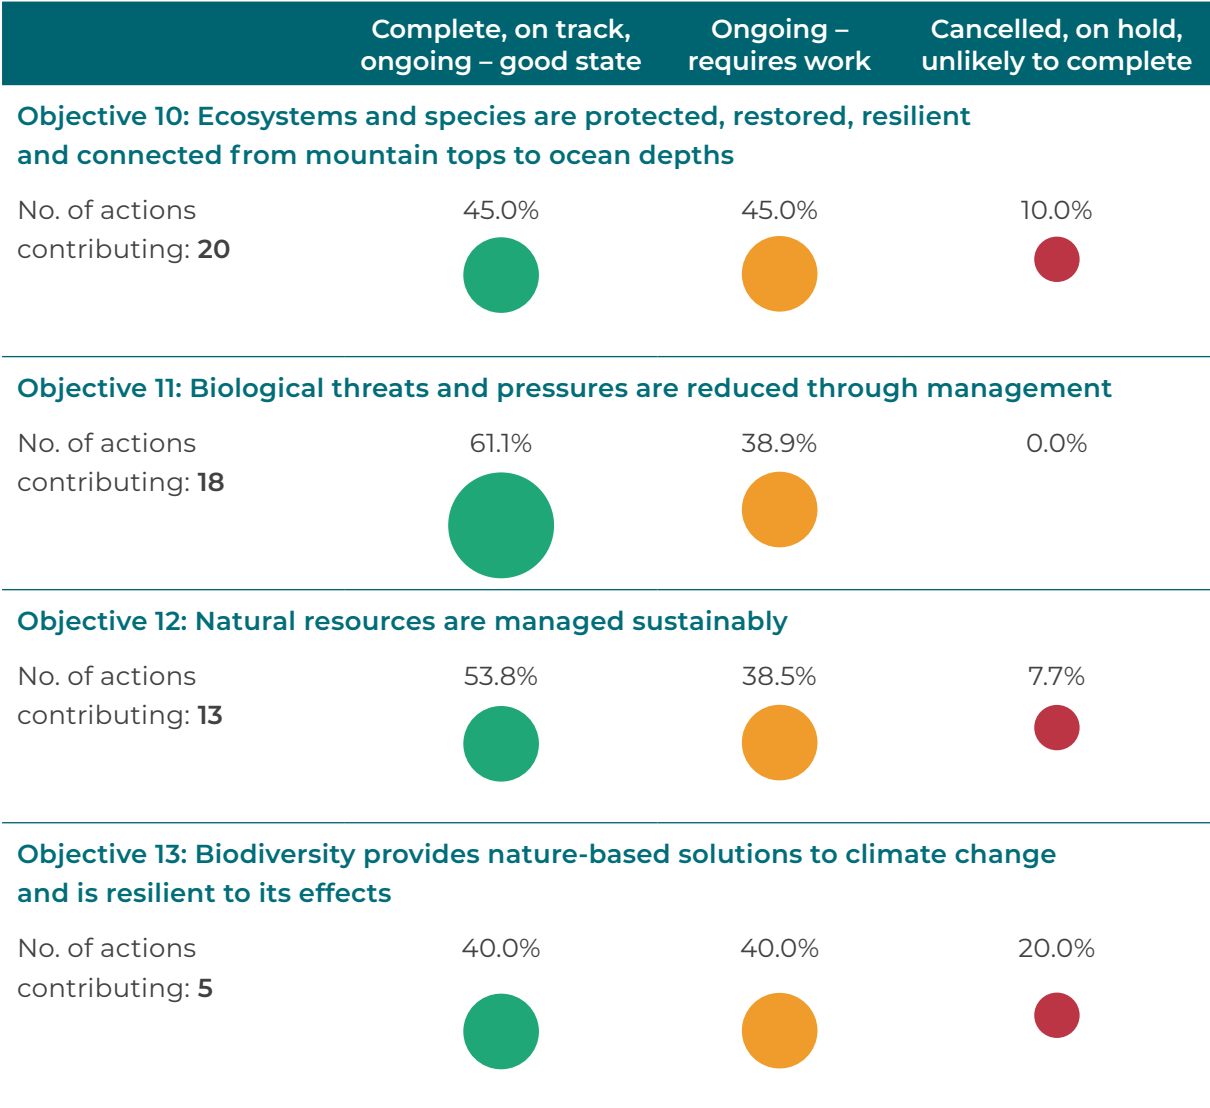 Complete, on track,
ongoing – good state
Ongoing –
requires work
Cancelled, on hold,
unlikely to complete
Objective 10: Ecosystems and species are protected, restored, resilient
and connected from mountain tops to ocean depths
No. of actions
contributing: 20
45.0%
45.0%
10.0%
Objective 11: Biological threats and pressures are reduced through management
No. of actions
contributing: 18
61.1%
38.9%
0.0%
Objective 12: Natural resources are managed sustainably
No. of actions
contributing: 13
53.8%
38.5%
7.7%
Objective 13: Biodiversity provides nature-based solutions to climate change
and is resilient to its effects
No. of actions
contributing: 5
40.0%
40.0%
20.0%